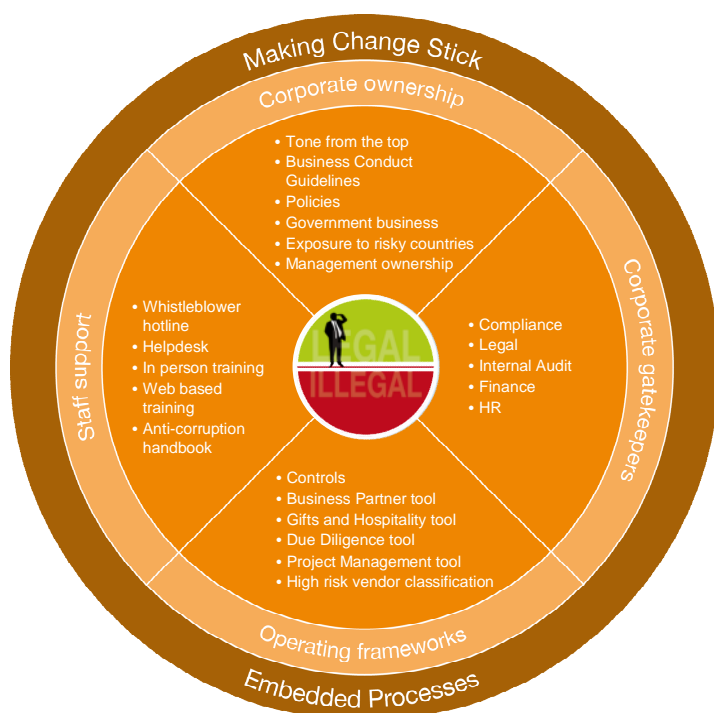 Making Change Stick
Corporate ownership
• Tone from the top
• Business Conduct
Guidelines
• Policies
• Government business
• Exposure to risky countries
• Management ownership
Staff support
• Whistleblower
hotline
• Helpdesk
• In person training
• Web based
training
• Anti-corruption
handbook
LEGAL
ILLEGAL
• Compliance
• Legal
• Internal Audit
• Finance
• HR
Corporate gatekeepers
• Controls
• Business Partner tool
• Gifts and Hospitality tool
• Due Diligence tool
• Project Management tool
• High risk vendor classification
Operating frameworks
Embedded Processes